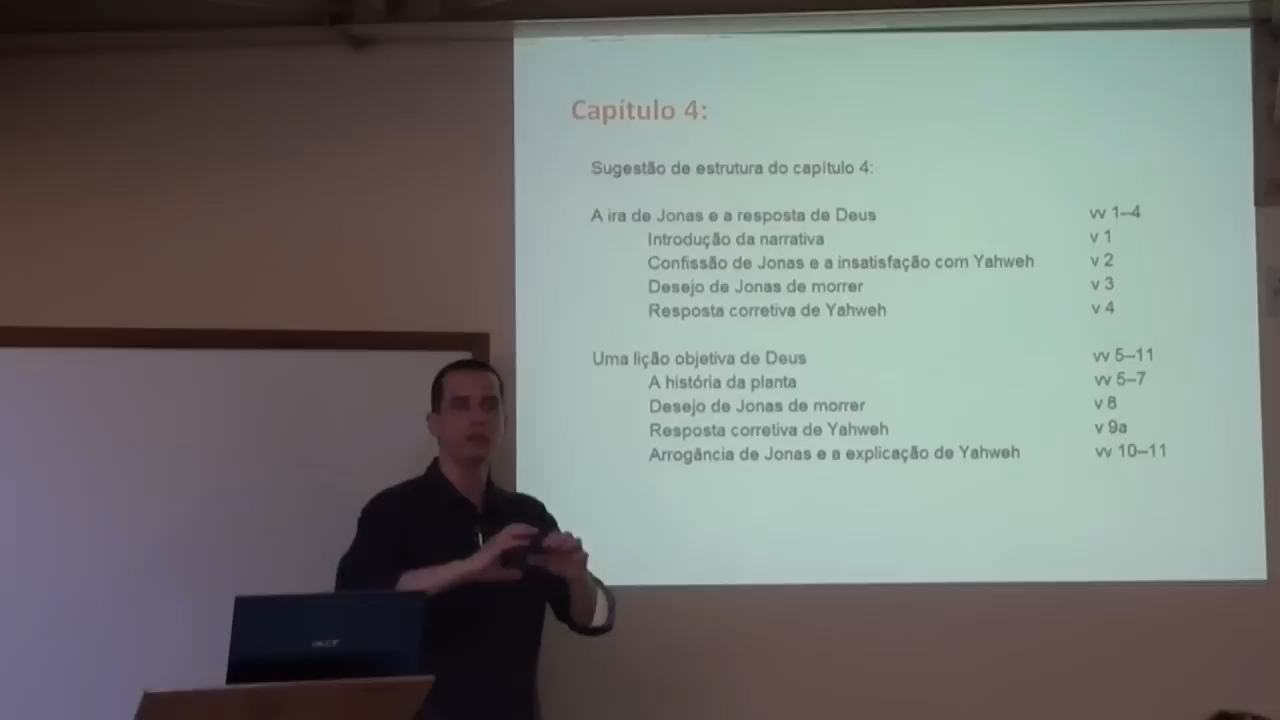 Capítulo 4:
Sugestão de estrutura do capítulo 4:
A ira de Jonas e a resposta de Deus vv 1–4
Introdução da narrativa v 1
Confissão de Jonas e a insatisfação com Yahweh v 2
Desejo de Jonas de morrer v 3
Resposta corretiva de Yahweh v 4
Uma lição objetiva de Deus vv 5–11
A história da planta vv 5–7
Desejo de Jonas de morrer v 8
Resposta corretiva de Yahweh v 9a
Arrogância de Jonas e a explicação de Yahweh vv 10–11
acer